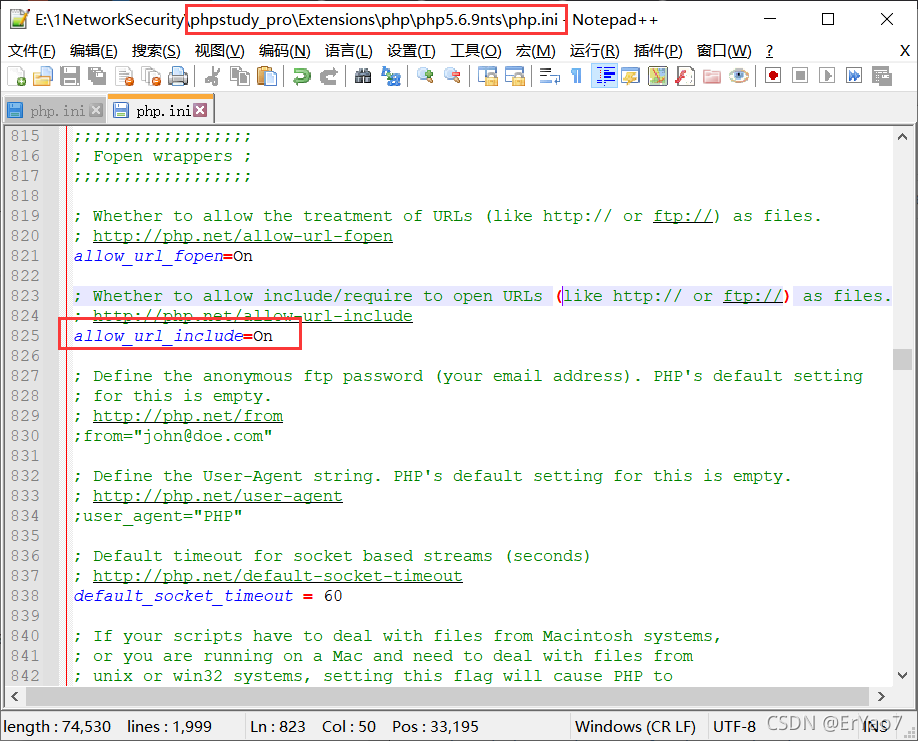 E:\1NetworkSecurity\phpstudy_pro\Extensions\php\php5.6.9nts\php.ini - Notepad++
文件(F) 编辑(E) 搜索(S) 视图(V) 编码(N) 语言(L) 设置(T) 工具(O) 宏(M) 运行(R) 插件(P) 窗口(W) ? X
php.ini php.ini
815 ;;;;;;;;;;;;;;;;;;
816 ; Fopen wrappers ;
817 ;;;;;;;;;;;;;;;;;;
818
819 ; Whether to allow the treatment of URLs (like http:// or ftp://) as files.
820 ; http://php.net/allow-url-fopen
821 allow_url_fopen=On
822
823 ; Whether to allow include/require to open URLs (like http:// or ftp://) as files.
824 ; http://php.net/allow-url-include
825 allow_url_include=On
826
827 ; Define the anonymous ftp password (your email address). PHP's default setting
828 ; for this is empty.
829 ; http://php.net/from
830 ;from="john@doe.com"
831
832 ; Define the User-Agent string. PHP's default setting for this is empty.
833 ; http://php.net/user-agent
834 ;user_agent="PHP"
835
836 ; Default timeout for socket based streams (seconds)
837 ; http://php.net/default-socket-timeout
838 default_socket_timeout = 60
839
840 ; If your scripts have to deal with files from Macintosh systems,
841 ; or you are running on a Mac and need to deal with files from
842 ; unix or win32 systems, setting this flag will cause PHP to
length : 74,530 lines : 1,999 Ln : 823 Col : 50 Pos : 33,195 Windows (CR LF) UTF-8 INS
CSDN @ErYao7